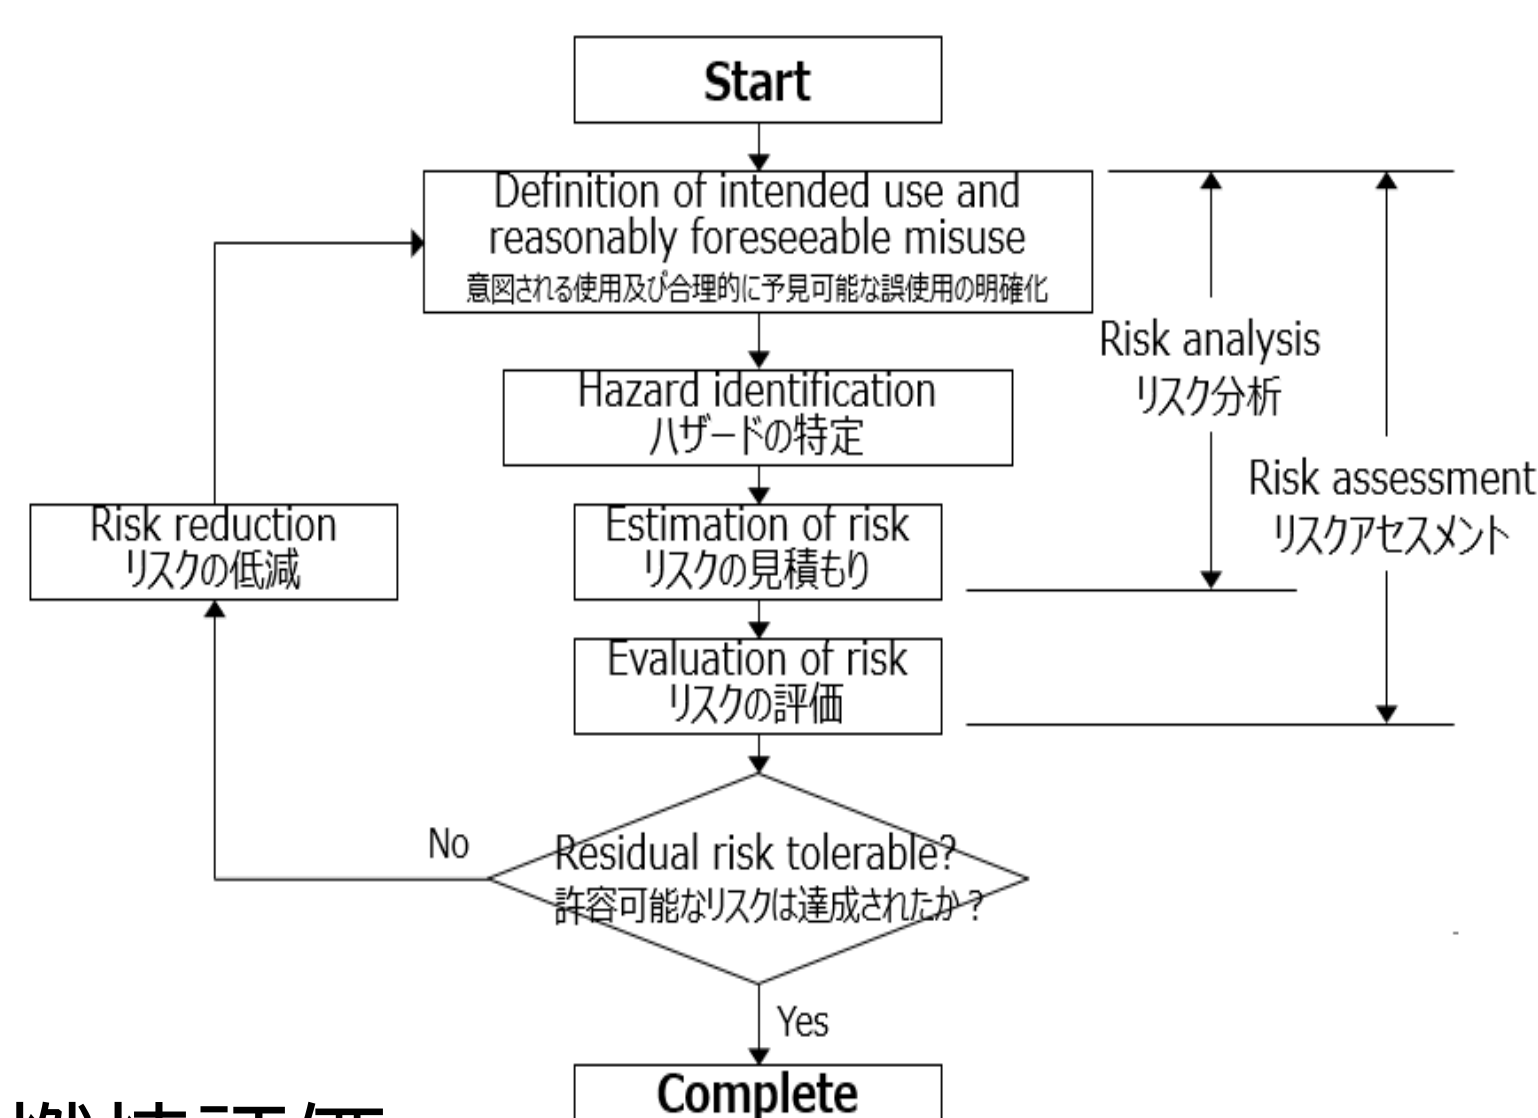 Start
Definition of intended use and
reasonably foreseeable misuse
意図される使用及び合理的に予見可能な誤使用の明確化
Hazard identification
ハザードの特定
Risk analysis
リスク分析
Risk assessment
リスクアセスメント
Risk reduction
リスクの低減
Estimation of risk
リスクの見積もり
Evaluation of risk
リスクの評価
No
Residual risk tolerable?
許容可能なリスクは達成されたか？
Yes
Complete